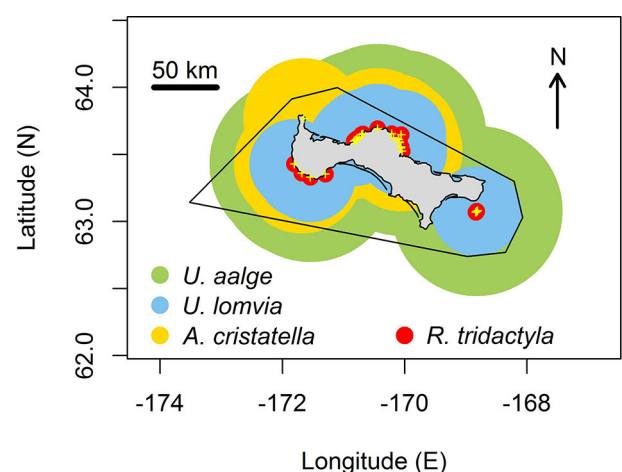 50 km
N
64.0
63.0
62.0
Latitude (N)
U. aalge
U. lomvia
A. cristatella
R. tridactyla
-174 -172 -170 -168
Longitude (E)